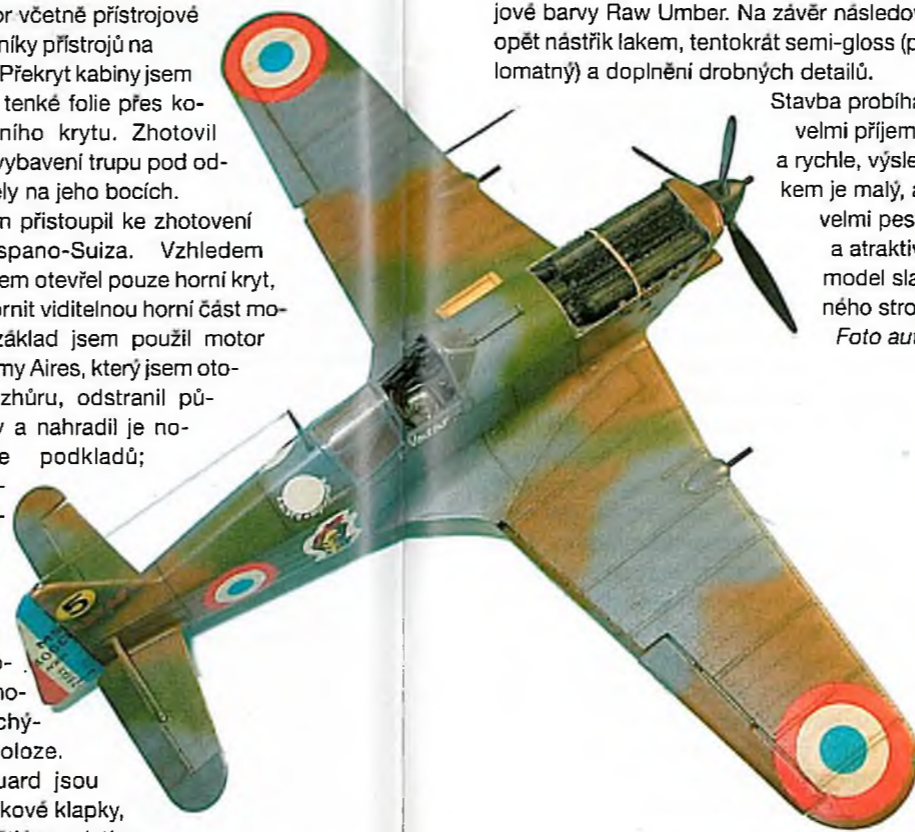 or včetně přístrojové
níky přístrojů na
Překryt kabiny jsem
tenké folie přes ko-
ního krytu. Zhotovil
vybavení trupu pod od-
ely na jeho bocích.
n přistoupil ke zhotovení
spano-Suiza. Vzhledem
em otevřel pouze horní kryt,
ornit viditelnou horní část mo-
základ jsem použil motor
my Aires, který jsem oto-
zhůru, odstranil pů-
y a nahradil je no-
e podkladů;
-
-
o-
no-
chý-
oloze.
uard jsou
kové klapky,
jové barvy Raw Umber. Na závěr následov
opět nástřik lakem, tentokrát semi-gloss (p
lomatný) a doplnění drobných detailů.
Stavba probíha
velmi příjem
a rychle, výsle
kem je malý, a
velmi pes
a atraktiv
model sla
ného stro
Foto aut
5